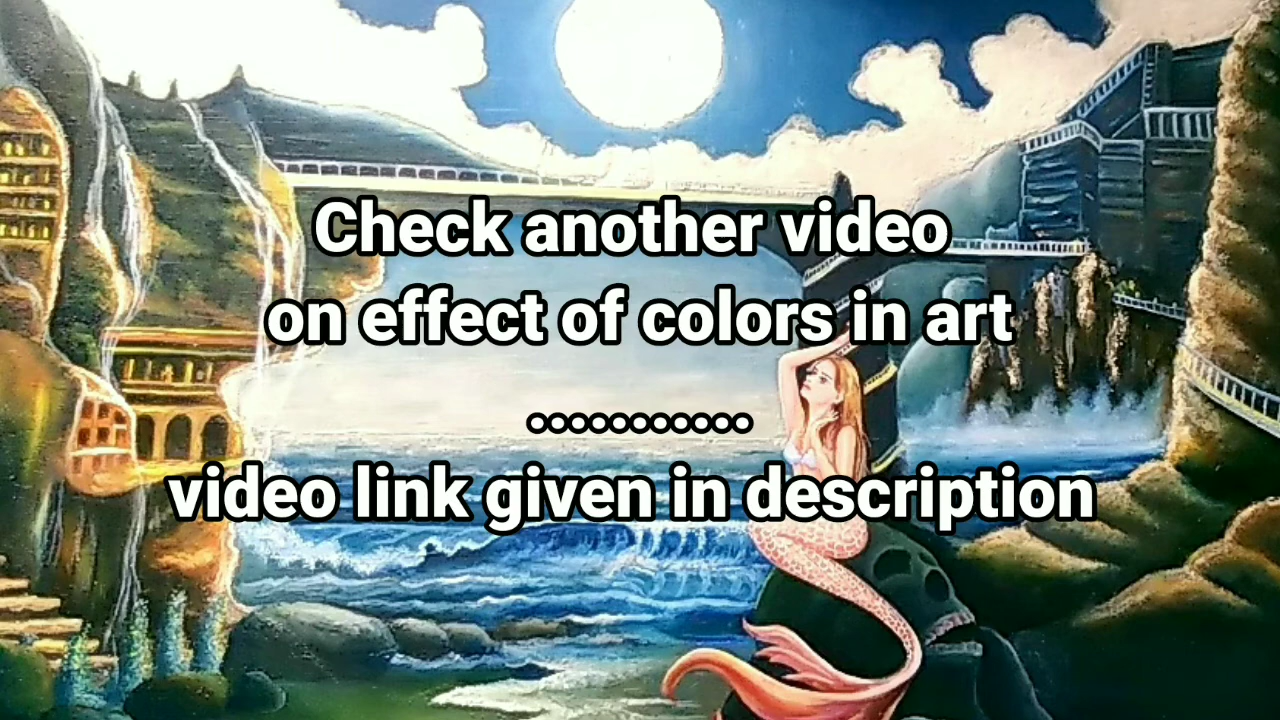 Check another video
on effect of colors in art
...........
video link given in description